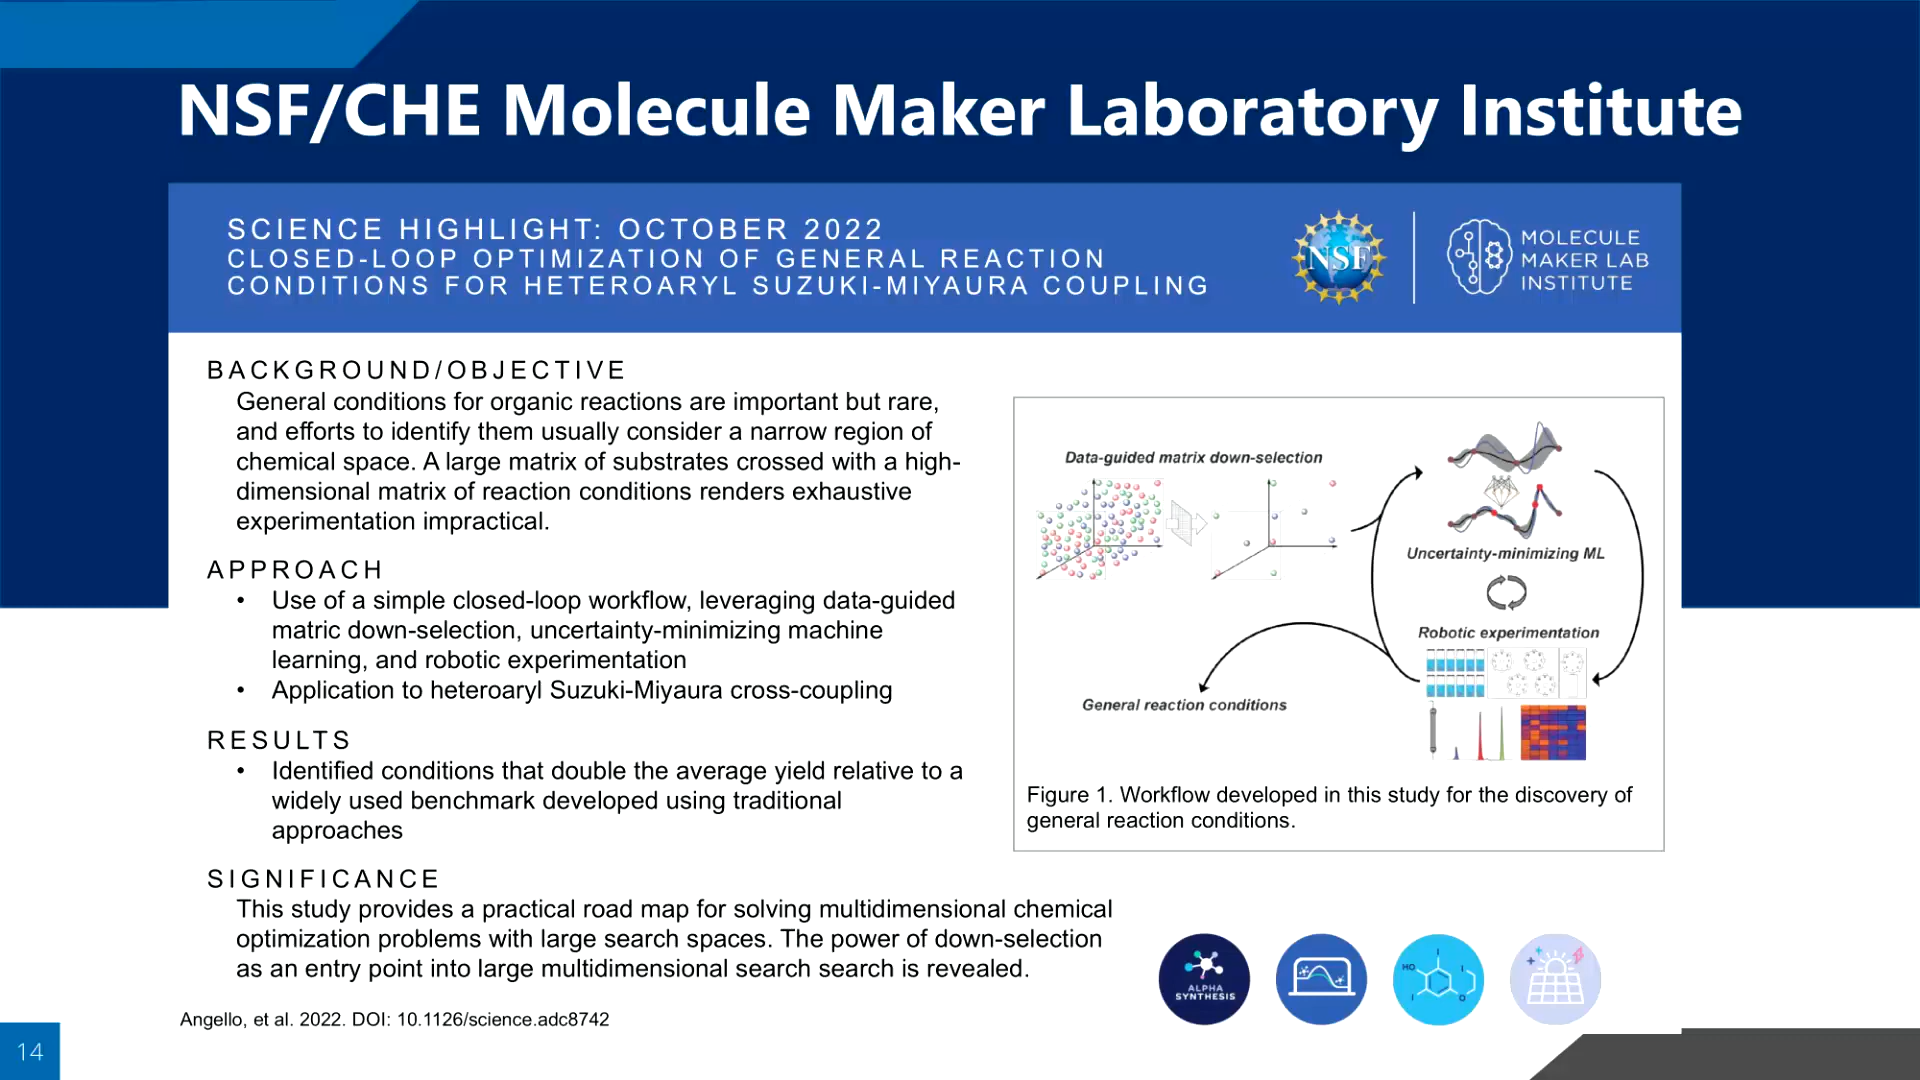 NSF/CHE Molecule Maker Laboratory Institute
SCIENCE HIGHLIGHT: OCTOBER 2022
CLOSED-LOOP OPTIMIZATION OF GENERAL REACTION
CONDITIONS FOR HETEROARYL SUZUKI-MIYAURA COUPLING
NSF
MOLECULE
MAKER LAB
INSTITUTE
BACKGROUND/OBJECTIVE
General conditions for organic reactions are important but rare,
and efforts to identify them usually consider a narrow region of
chemical space. A large matrix of substrates crossed with a high-
dimensional matrix of reaction conditions renders exhaustive
experimentation impractical.
APPROACH
• Use of a simple closed-loop workflow, leveraging data-guided
matric down-selection, uncertainty-minimizing machine
learning, and robotic experimentation
• Application to heteroaryl Suzuki-Miyaura cross-coupling
RESULTS
• Identified conditions that double the average yield relative to a
widely used benchmark developed using traditional
approaches
SIGNIFICANCE
This study provides a practical road map for solving multidimensional chemical
optimization problems with large search spaces. The power of down-selection
as an entry point into large multidimensional search search is revealed.
Data-guided matrix down-selection
Uncertainty-minimizing ML
Robotic experimentation
General reaction conditions
Figure 1. Workflow developed in this study for the discovery of
general reaction conditions.
ALPHA
SYNTHESIS
HO
I
I
I
O
Angello, et al. 2022. DOI: 10.1126/science.adc8742
14